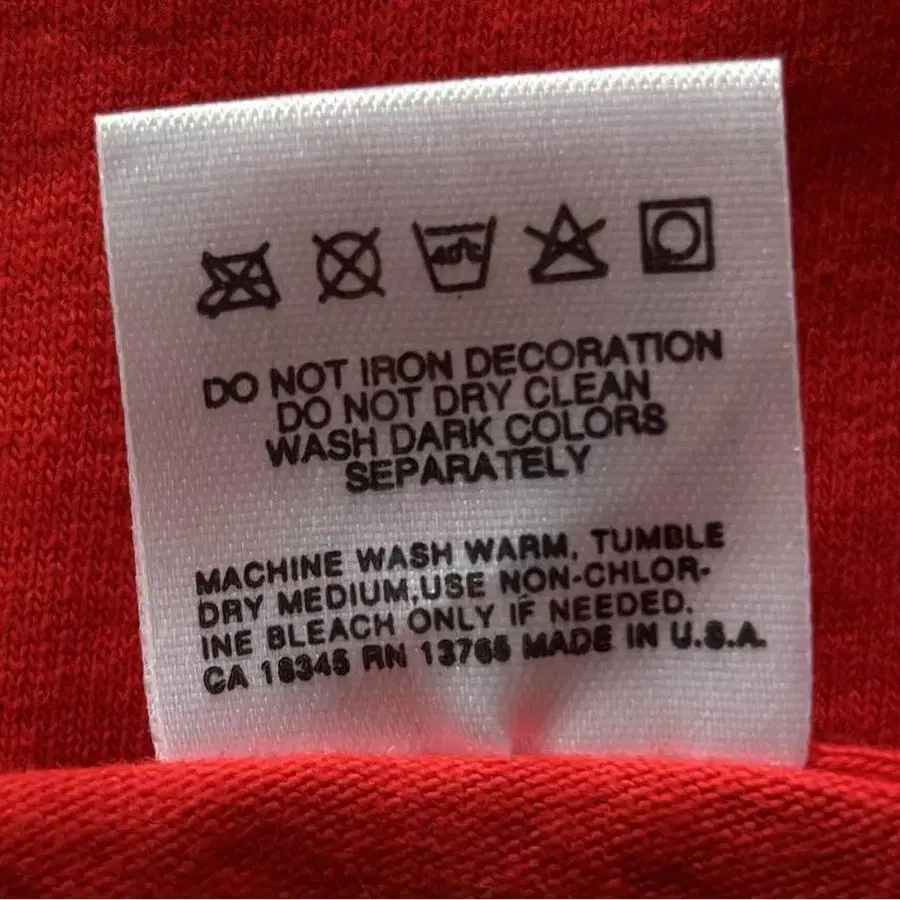 40°C
DO NOT IRON DECORATION
DO NOT DRY CLEAN
WASH DARK COLORS
SEPARATELY
MACHINE WASH WARM, TUMBLE
DRY MEDIUM,USE NON-CHLOR-
INE BLEACH ONLY IF NEEDED.
CA 18345 RN 13765 MADE IN U.S.A.